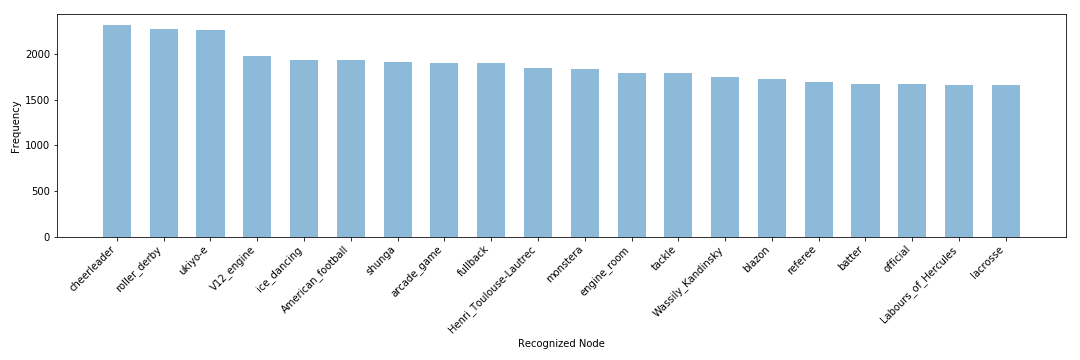 2000
1500
1000
500
0
Frequency
cheerleader
roller_derby
ukiyo-e
V12_engine
ice_dancing
American_football
shunga
arcade_game
fullback
Henri_Toulouse-Lautrec
monstera
engine_room
tackle
Wassily_Kandinsky
blazon
referee
batter
official
Labours_of_Hercules
lacrosse
Recognized Node